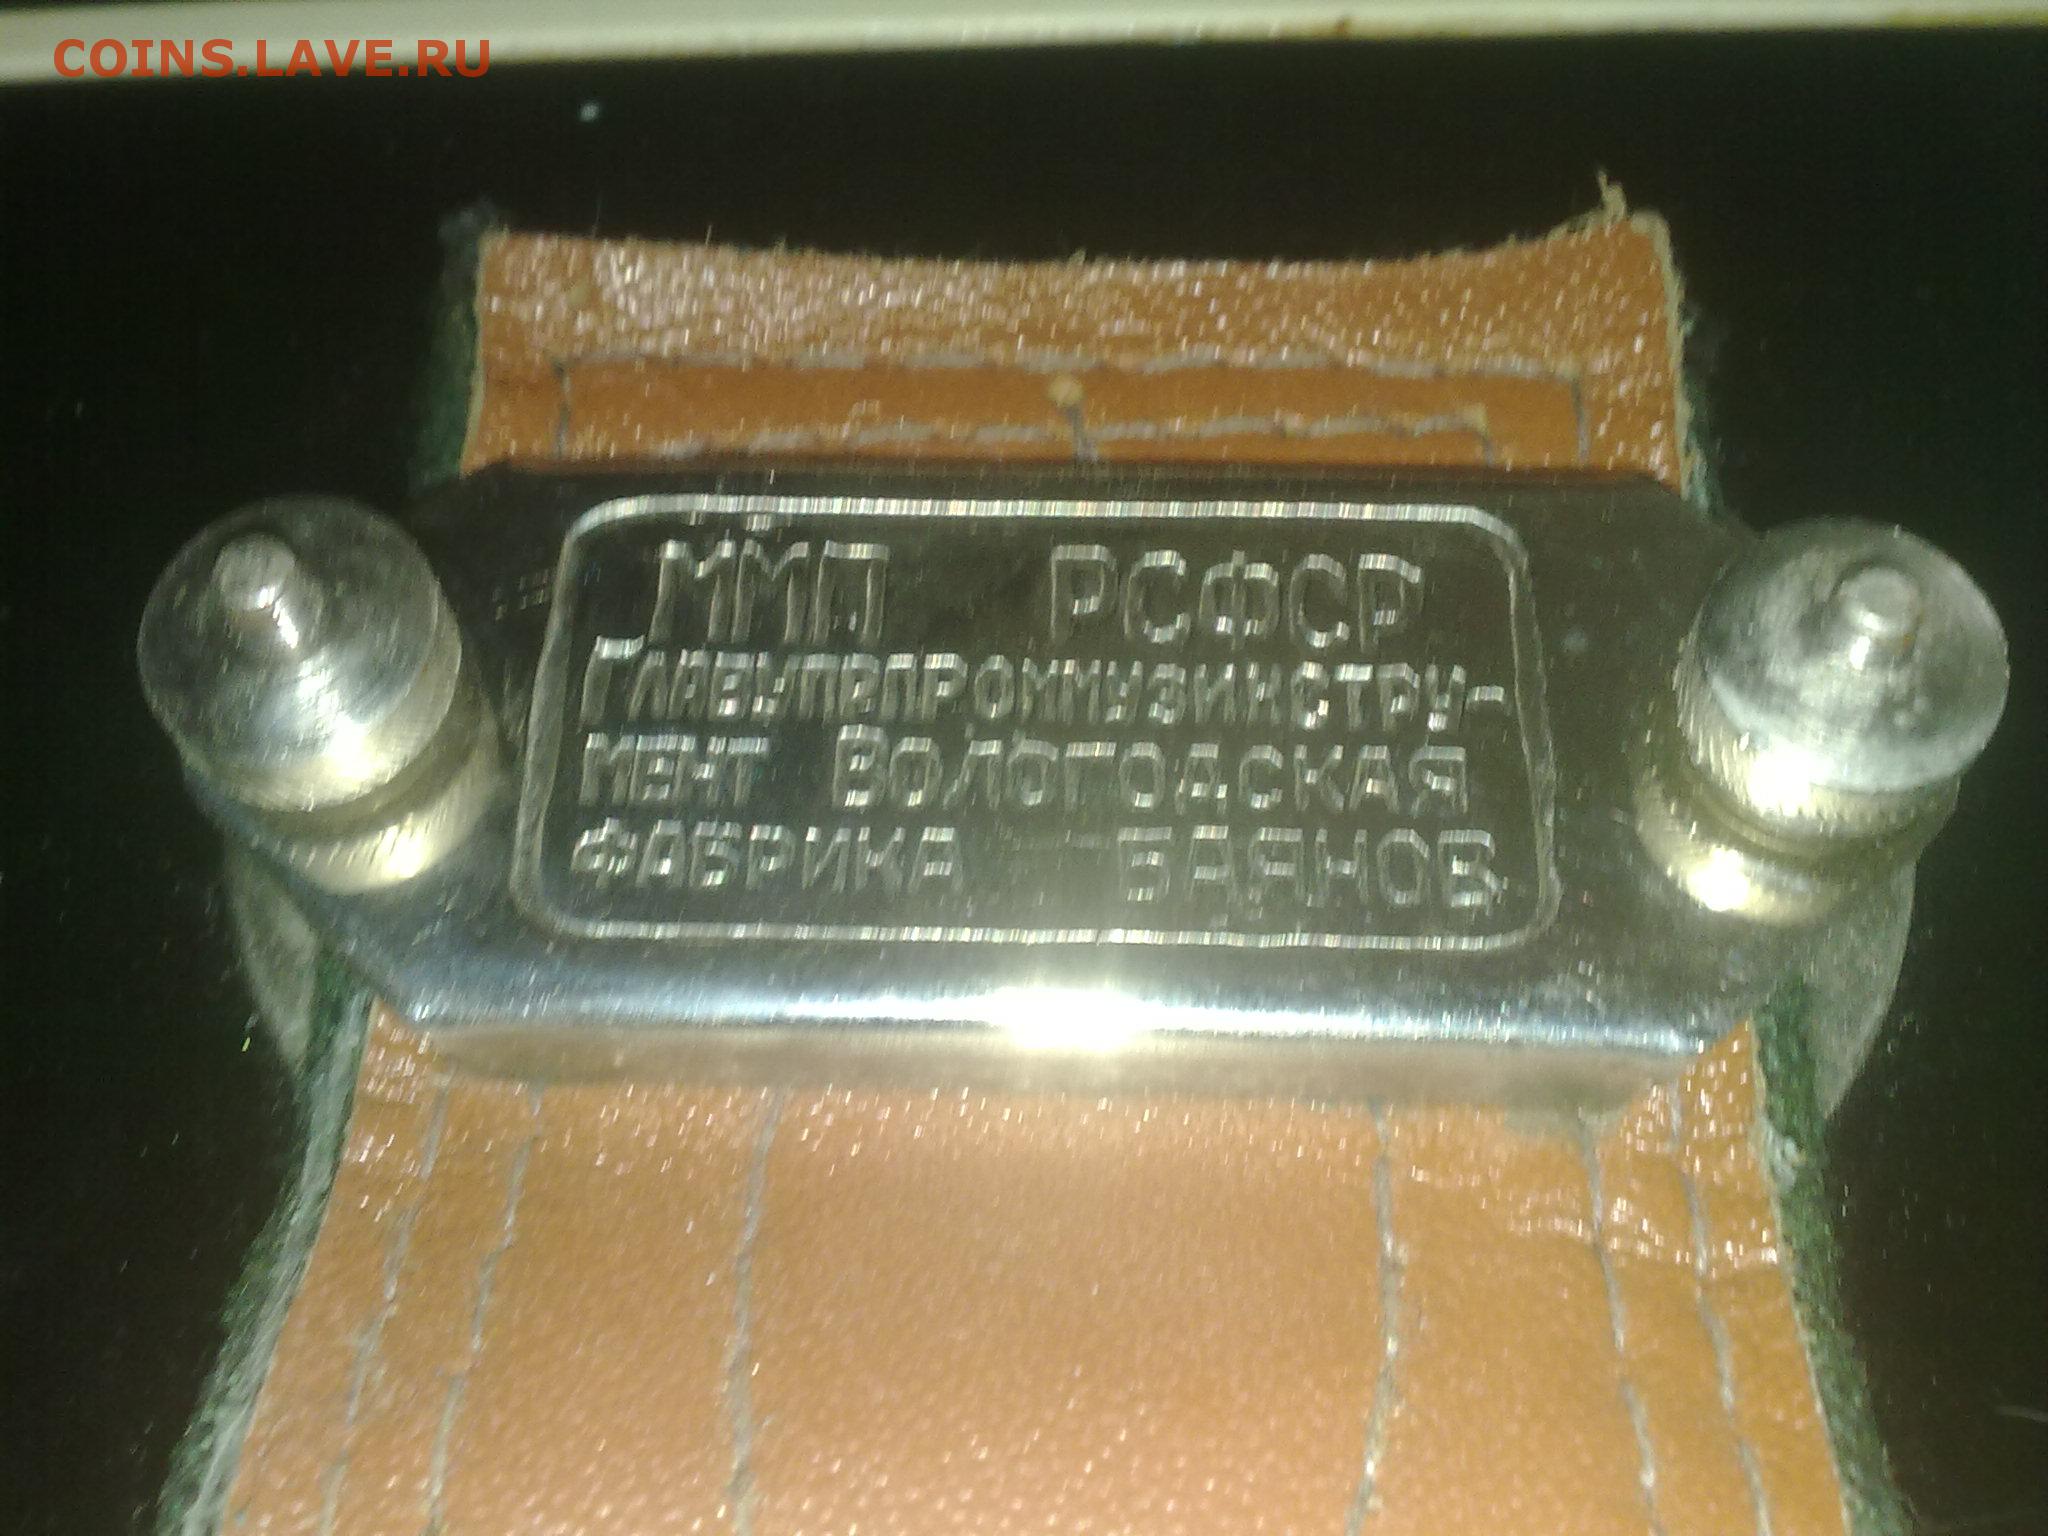 COINS.LAVE.RU
ММП РСФСР
ГЛАВУПРПРОММУЗИНСТРУ-
МЕНТ ВОЛОГОДСКАЯ
ФАБРИКА БАЯНОВ